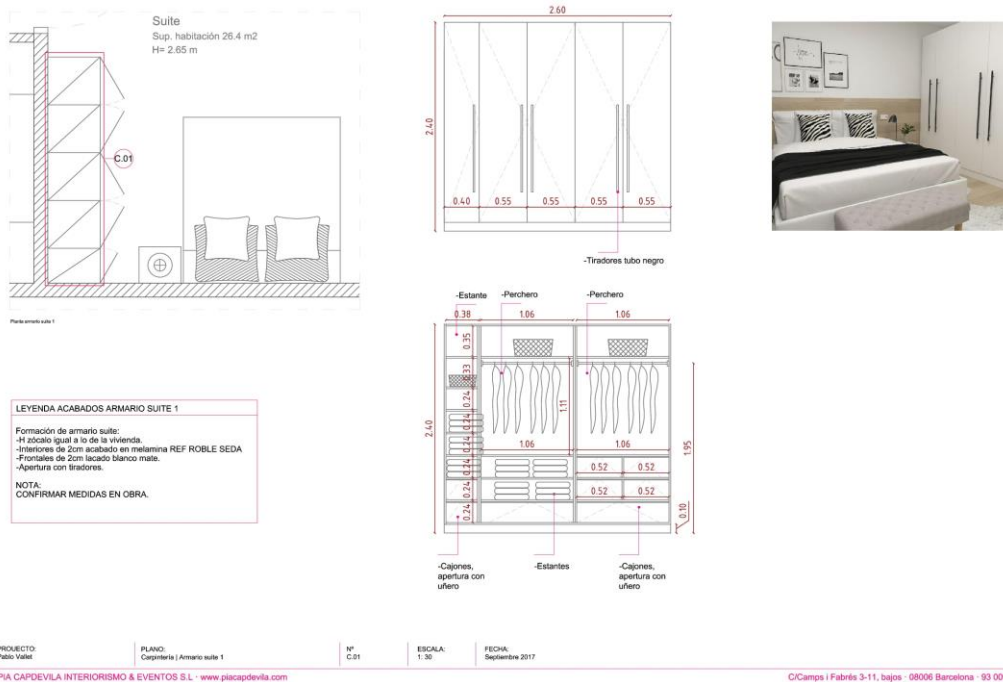 Suite
Sup. habitación 26.4 m2
H= 2.65 m
C.01
Planta armario suite 1
2.60
2.40
0.40 0.55 0.55 0.55 0.55
-Tiradores tubo negro
-Estante -Perchero -Perchero
0.38 1.06 1.06
0.35
0.33
0.24
0.24
0.24
0.24
0.24
0.24
1.11
2.40
1.95
0.10
1.06 1.06
0.52 0.52
0.52 0.52
-Cajones,
apertura con
uñero
-Estantes
-Cajones,
apertura con
uñero
LEYENDA ACABADOS ARMARIO SUITE 1
Formación de armario suite:
-H zócalo igual a lo de la vivienda.
-Interiores de 2cm acabado en melamina REF ROBLE SEDA
-Frontales de 2cm lacado blanco mate.
-Apertura con tiradores.
NOTA:
CONFIRMAR MEDIDAS EN OBRA.
PROUECTO:
Pablo Vallet
PLANO:
Carpintería | Armario suite 1
Nº
C.01
ESCALA:
1: 30
FECHA:
Septiembre 2017
PIA CAPDEVILA INTERIORISMO & EVENTOS S.L · www.piacapdevila.com
C/Camps i Fabrés 3-11, bajos · 08006 Barcelona · 93 00